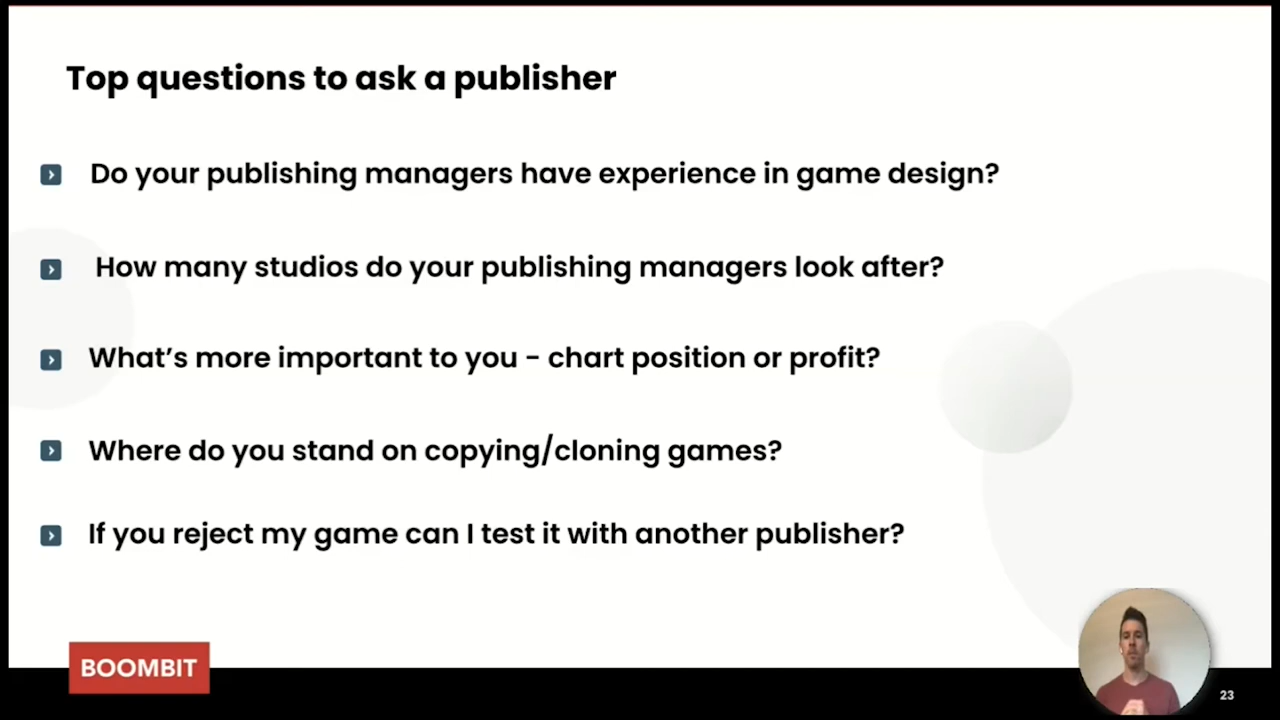 Top questions to ask a publisher
Do your publishing managers have experience in game design?
How many studios do your publishing managers look after?
What's more important to you - chart position or profit?
Where do you stand on copying/cloning games?
If you reject my game can I test it with another publisher?
BOOMBIT
23